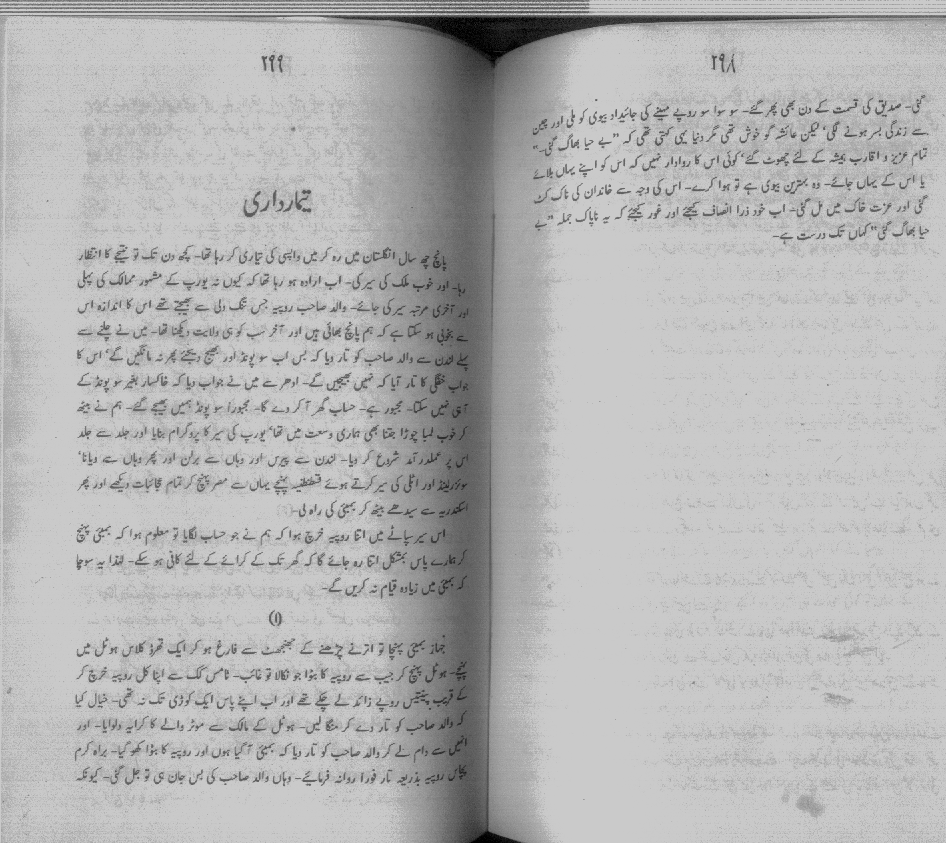 ۲۹۸
گئی۔ صدیق کی قسمت کے دن بھی پھر گئے۔ سو سوا سو روپے مہینے کی جائیداد بیوی کو ملی اور چین
سے زندگی بسر ہونے لگی‘ لیکن عائشہ گو خوش تھی مگر دنیا یہی کہتی تھی کہ ”بے حیا بھاگ گئی۔“
تمام عزیز و اقارب ہمیشہ کے لئے چھوٹ گئے‘ کوئی اس کا روادار نہیں کہ اس کو اپنے یہاں بلائے
یا اس کے یہاں جائے۔ وہ بہترین بیوی ہے تو ہوا کرے۔ اس کی وجہ سے خاندان کی ناک کٹ
گئی اور عزت خاک میں مل گئی۔ اب خود ذرا انصاف کیجئے اور غور کیجئے کہ یہ ناپاک جملہ ”بے
حیا بھاگ گئی“ کہاں تک درست ہے۔
۲۹۹
تیمارداری
پانچ چھ سال انگلستان میں رہ کر میں واپسی کی تیاری کر رہا تھا۔ کچھ دن تک تو نتیجے کا انتظار
رہا۔ اور خوب ملک کی سیر کی۔ اب ارادہ ہو رہا تھا کہ کیوں نہ یورپ کے مشہور ممالک کی پہلی
اور آخری مرتبہ سیر کی جائے۔ والد صاحب روپیہ جس تنگ دلی سے بھیجتے تھے اس کا اندازہ اس
سے بخوبی ہو سکتا ہے کہ ہم پانچ بھائی ہیں اور آخر سب کو ہی ولایت دیکھنا تھا۔ میں نے چلنے سے
پہلے لندن سے والد صاحب کو تار دیا کہ بس اب سو پونڈ اور بھیج دیجئے پھر نہ مانگیں گے‘ اس کا
جواب خفگی کا تار آیا کہ نہیں بھیجیں گے۔ ادھر سے میں نے جواب دیا کہ خاکسار بغیر سو پونڈ کے
آ ہی نہیں سکتا۔ مجبور ہے۔ حساب گھر آ کر دے گا۔ مجبوراً سو پونڈ ہمیں بھیجے گئے۔ ہم نے بیٹھ
کر خوب لمبا چوڑا جتنا بھی ہماری وسعت میں تھا‘ یورپ کی سیر کا پروگرام بنایا اور جلد سے جلد
اس پر عملدرآمد شروع کر دیا۔ لندن سے پیرس اور وہاں سے برلن اور پھر وہاں سے ویانا‘
سوئزرلینڈ اور اٹلی کی سیر کرتے ہوئے قسطنطنیہ پہنچے یہاں سے مصر پہنچ کر تمام عجائبات دیکھے اور پھر
اسکندریہ سے سیدھے بیٹھ کر بمبئی کی راہ لی۔
اس سیر سپاٹے میں اتنا روپیہ خرچ ہوا کہ ہم نے جو حساب لگایا تو معلوم ہوا کہ بمبئی پہنچ
کر ہمارے پاس بمشکل اتنا رہ جائے گا کہ گھر تک کے کرائے کے لئے کافی ہو سکے۔ لہٰذا یہ سوچا
کہ بمبئی میں زیادہ قیام نہ کریں گے۔
(۱)
جہاز بمبئی پہنچا تو اترنے چڑھنے کے جھنجھٹ سے فارغ ہو کر ایک تھرڈ کلاس ہوٹل میں
پہنچے۔ ہوٹل پہنچ کر جیب سے روپیہ کا بٹوا جو نکالا تو غائب۔ ٹامس کک سے اپنا کل روپیہ خرچ کر
کے قریب پینتیس روپے زائد لے چکے تھے اور اب اپنے پاس ایک کوڑی تک نہ تھی۔ خیال کیا
کہ والد صاحب کو تار دے کر منگا لیں۔ ہوٹل کے مالک سے موٹر والے کا کرایہ دلوایا۔ اور
انہیں سے دام لے کر والد صاحب کو تار دیا کہ بمبئی آ گیا ہوں اور روپیہ کا بٹوا کھو گیا۔ براہ کرم
پچاس روپیہ بذریعہ تار فوراً روانہ فرمائیے۔ وہاں والد صاحب کی بس جان ہی تو جل گئی۔ کیونکہ